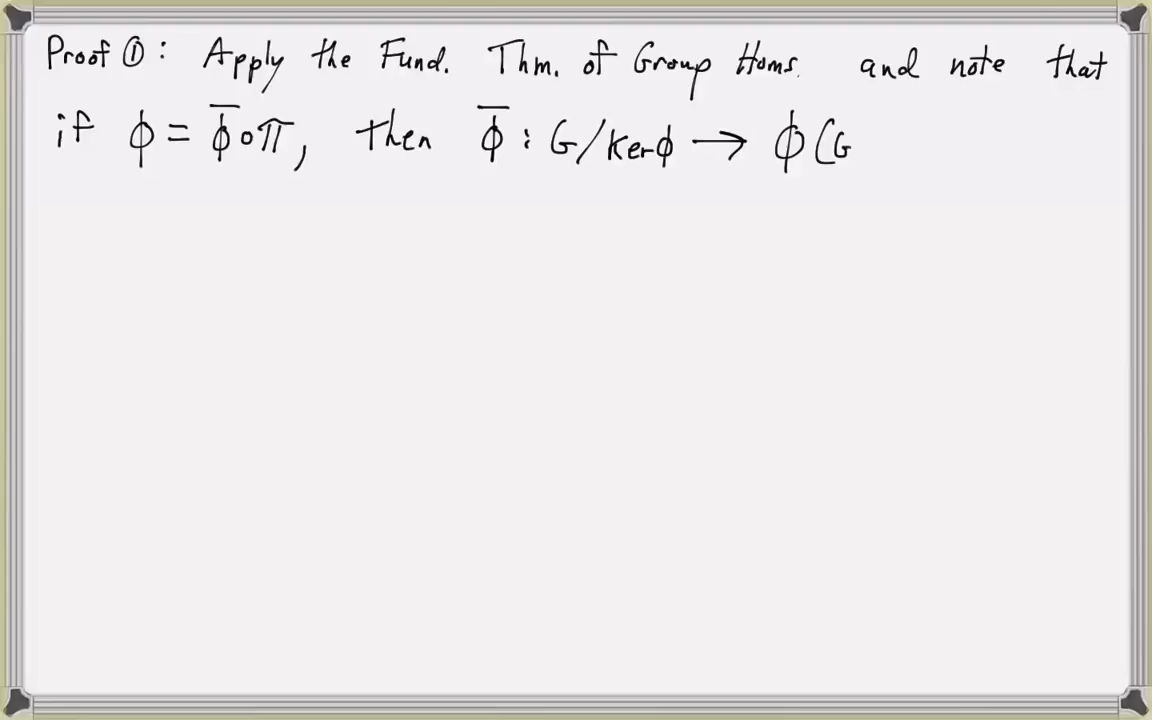 Proof ①: Apply the Fund. Thm. of Group Homs. and note that
if ϕ = ϕ̅∘π, then ϕ̅ : G/kerϕ → ϕ(G